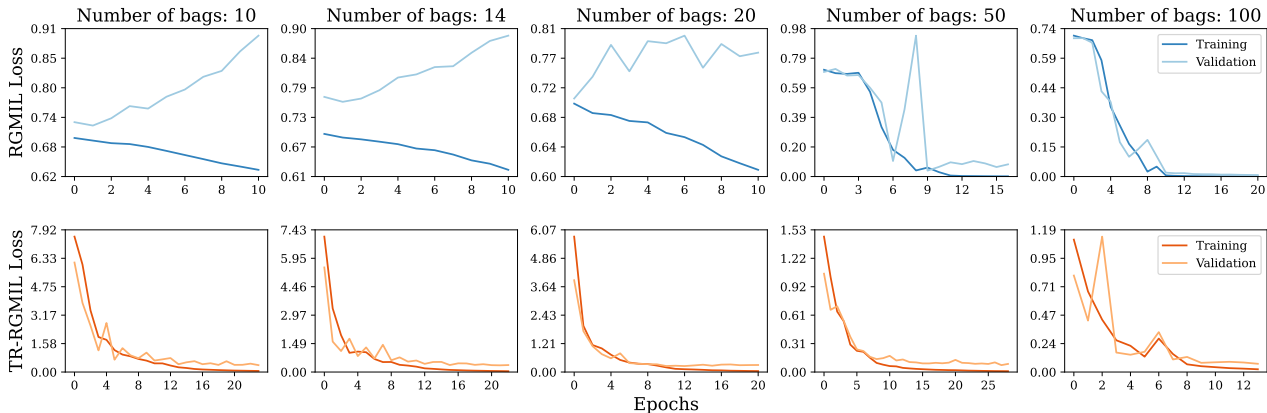 Number of bags: 10
Number of bags: 14
Number of bags: 20
Number of bags: 50
Number of bags: 100
RGMIL Loss
0.91
0.85
0.80
0.74
0.68
0.62
0 2 4 6 8 10
0.90
0.84
0.79
0.73
0.67
0.61
0 2 4 6 8 10
0.81
0.77
0.72
0.68
0.64
0.60
0 2 4 6 8 10
0.98
0.79
0.59
0.39
0.20
0.00
0 3 6 9 12 15
0.74
0.59
0.44
0.30
0.15
0.00
0 4 8 12 16 20
Training
Validation
TR-RGMIL Loss
7.92
6.33
4.75
3.17
1.58
0.00
0 4 8 12 16 20
7.43
5.95
4.46
2.97
1.49
0.00
0 4 8 12 16 20
6.07
4.86
3.64
2.43
1.21
0.00
0 4 8 12 16 20
1.53
1.22
0.92
0.61
0.31
0.00
0 5 10 15 20 25
1.19
0.95
0.71
0.47
0.24
0.00
0 2 4 6 8 10 12
Training
Validation
Epochs